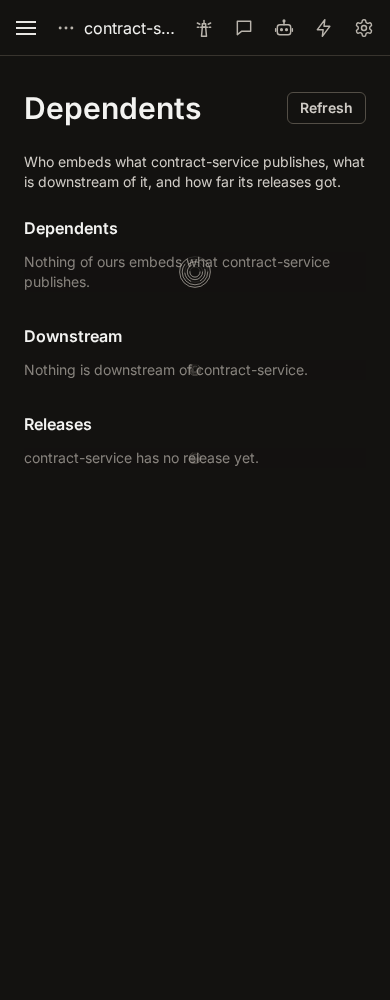 contract-s...
Dependents
Refresh
Who embeds what contract-service publishes, what
is downstream of it, and how far its releases got.
Dependents
Nothing of ours embeds what contract-service
publishes.
Downstream
Nothing is downstream of contract-service.
Releases
contract-service has no release yet.